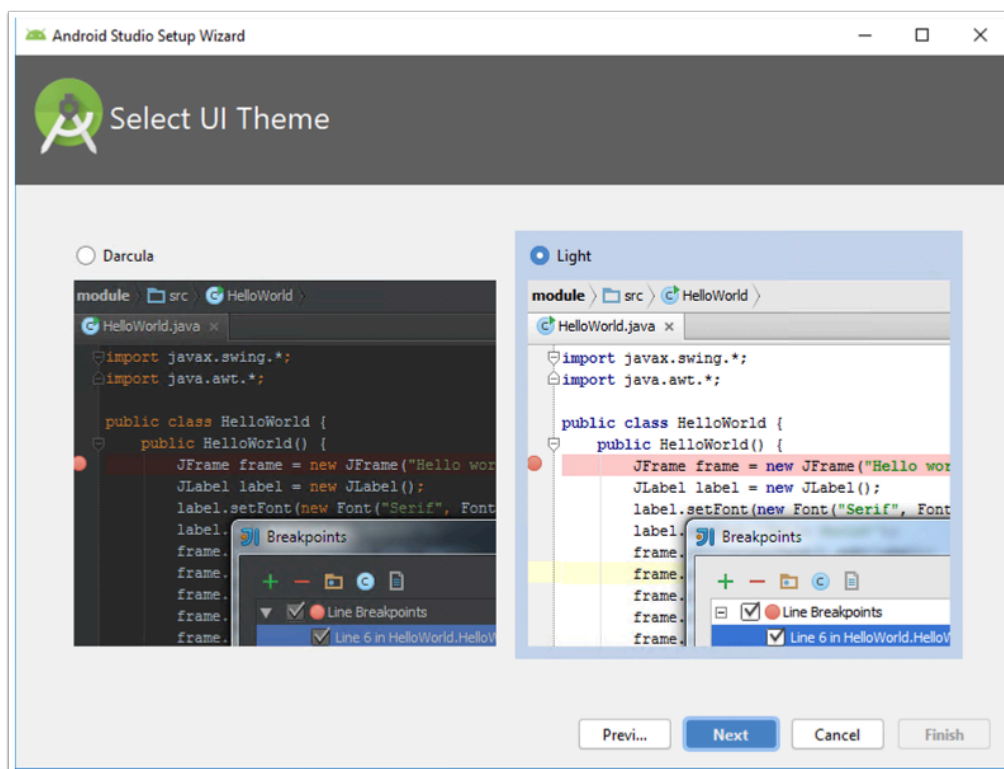 Android Studio Setup Wizard
Select UI Theme
Darcula
module src HelloWorld
HelloWorld.java
import javax.swing.*;
import java.awt.*;
public class HelloWorld {
public HelloWorld() {
JFrame frame = new JFrame("Hello wor
JLabel label = new JLabel();
label.setFont(new Font("Serif", Font
label.
frame.
frame.
frame.
frame.
frame.
Breakpoints
Line Breakpoints
Line 6 in HelloWorld.HelloW
Light
module src HelloWorld
HelloWorld.java
import javax.swing.*;
import java.awt.*;
public class HelloWorld {
public HelloWorld() {
JFrame frame = new JFrame("Hello wor
JLabel label = new JLabel();
label.setFont(new Font("Serif", Font
label.
frame.
frame.
frame.
frame.
frame.
Breakpoints
Line Breakpoints
Line 6 in HelloWorld.HelloW
Previ...
Next
Cancel
Finish